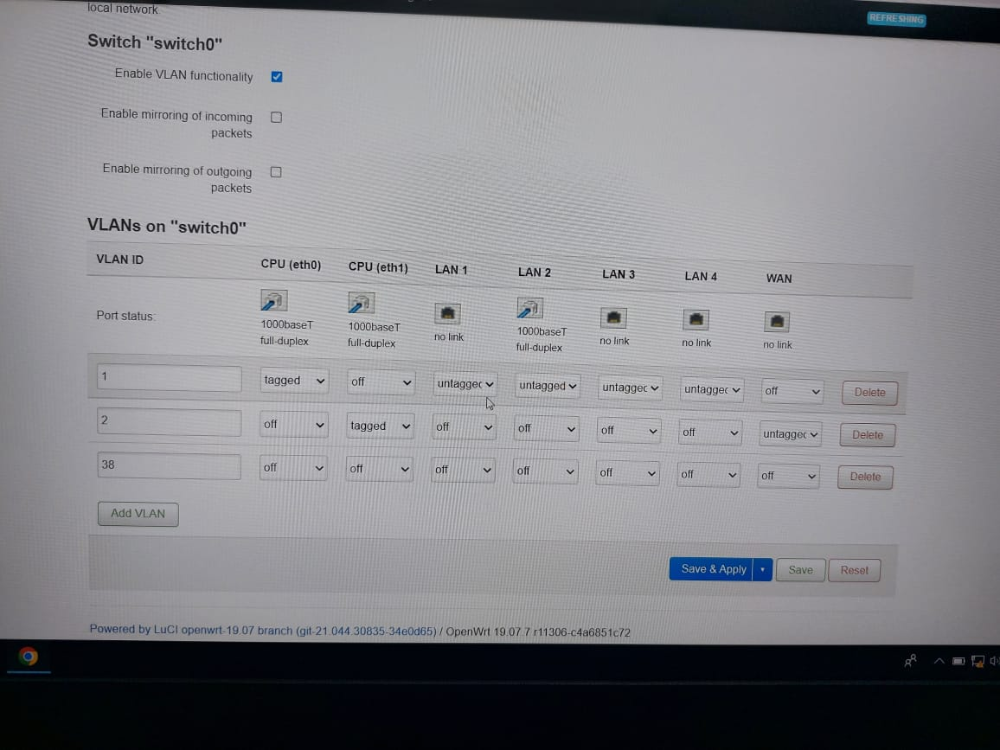 local network
REFRESHING
Switch "switch0"
Enable VLAN functionality
Enable mirroring of incoming
packets
Enable mirroring of outgoing
packets
VLANs on "switch0"
VLAN ID CPU (eth0) CPU (eth1) LAN 1 LAN 2 LAN 3 LAN 4 WAN
Port status: 1000baseT full-duplex 1000baseT full-duplex no link 1000baseT full-duplex no link no link no link
1 tagged off untaggec untagged untaggec untaggec off Delete
2 off tagged off off off off untaggec Delete
38 off off off off off off off Delete
Add VLAN
Save & Apply Save Reset
Powered by LuCI openwrt-19.07 branch (git-21.044.30835-34e0d65) / OpenWrt 19.07.7 r11306-c4a6851c72